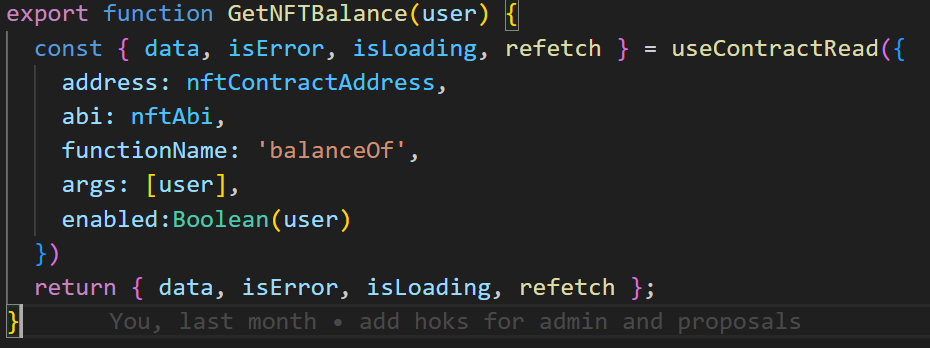 export function GetNFTBalance(user) {
const { data, isError, isLoading, refetch } = useContractRead({
address: nftContractAddress,
abi: nftAbi,
functionName: 'balanceOf',
args: [user],
enabled:Boolean(user)
})
return { data, isError, isLoading, refetch };
} You, last month • add hoks for admin and proposals